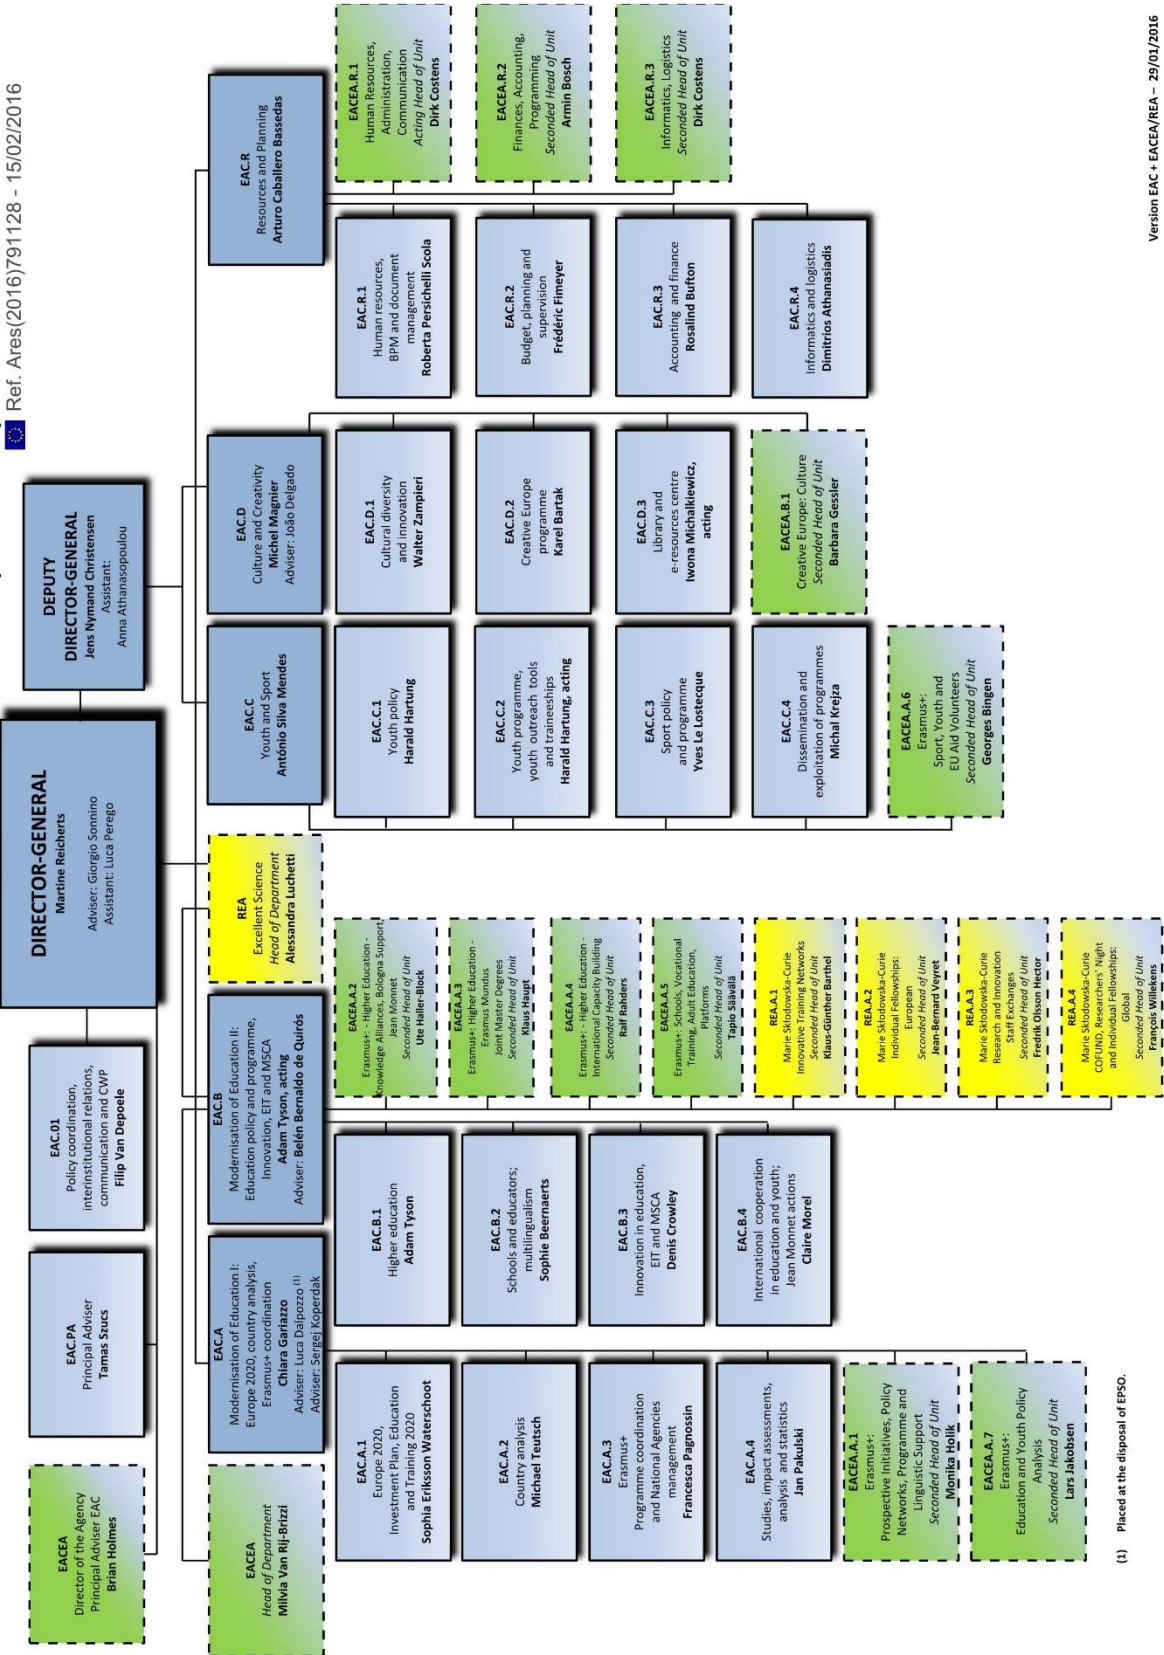 Ref. Ares(2016)791128 - 15/02/2016
DIRECTOR-GENERAL
Martine Reicherts
Adviser: Giorgio Sonnino
Assistant: Luca Perego
DEPUTY
DIRECTOR-GENERAL
Jens Nymand Christensen
Assistant:
Anna Athanasopoulou
EACEA
Director of the Agency
Principal Adviser EAC
Brian Holmes
EAC.PA
Principal Adviser
Tamas Szucs
EAC.01
Policy coordination,
interinstitutional relations,
communication and CWP
Filip Van Depoele
EACEA
Head of Department
Milvia Van Rij-Brizzi
EAC.A
Modernisation of Education I:
Europe 2020, country analysis,
Erasmus+ coordination
Chiara Gariazzo
Adviser: Luca Dalpozzo (1)
Adviser: Sergej Koperdak
EAC.B
Modernisation of Education II:
Education policy and programme,
Innovation, EIT and MSCA
Adam Tyson, acting
Adviser: Belén Bernaldo de Quirós
REA
Excellent Science
Head of Department
Alessandra Luchetti
EAC.C
Youth and Sport
António Silva Mendes
EAC.D
Culture and Creativity
Michel Magnier
Adviser: João Delgado
EAC.R
Resources and Planning
Arturo Caballero Bassedas
EAC.A.1
Europe 2020,
Investment Plan, Education
and Training 2020
Sophia Eriksson Waterschoot
EAC.A.2
Country analysis
Michael Teutsch
EAC.A.3
Erasmus+
Programme coordination
and National Agencies
management
Francesca Pagnossin
EAC.A.4
Studies, impact assessments,
analysis and statistics
Jan Pakulski
EACEA.A.1
Erasmus+:
Prospective Initiatives, Policy
Networks, Programme and
Linguistic Support
Seconded Head of Unit
Monika Holik
EACEA.A.7
Erasmus+:
Education and Youth Policy
Analysis
Seconded Head of Unit
Lars Jakobsen
EAC.B.1
Higher education
Adam Tyson
EAC.B.2
Schools and educators;
multilingualism
Sophie Beernaerts
EAC.B.3
Innovation in education,
EIT and MSCA
Denis Crowley
EAC.B.4
International cooperation
in education and youth;
Jean Monnet actions
Claire Morel
EACEA.A.2
Erasmus+: - Higher Education -
Knowledge Alliances, Bologna Support,
Jean Monnet
Seconded Head of Unit
Ute Haller-Block
EACEA.A.3
Erasmus+: Higher Education -
Erasmus Mundus
Joint Master Degrees
Seconded Head of Unit
Klaus Haupt
EACEA.A.4
Erasmus+: - Higher Education -
International Capacity Building
Ralf Rahders
EACEA.A.5
Erasmus+: Schools, Vocational
Training, Adult Education,
Platforms
Tapio Säävälä
REA.A.1
Marie Skłodowska-Curie
Innovative Training Networks
Seconded Head of Unit
Klaus-Günther Barthel
REA.A.2
Marie Skłodowska-Curie
Individual Fellowships:
European
Seconded Head of Unit
Jean-Bernard Veyret
REA.A.3
Marie Skłodowska-Curie
Research and Innovation
Staff Exchanges
Seconded Head of Unit
Fredrik Olsson Hector
REA.A.4
Marie Skłodowska-Curie
COFUND, Researchers' Night
and Individual Fellowships:
Global
Seconded Head of Unit
François Willekens
EAC.C.1
Youth policy
Harald Hartung
EAC.C.2
Youth programme,
youth outreach tools
and traineeships
Harald Hartung, acting
EAC.C.3
Sport policy
and programme
Yves Le Lostecque
EAC.C.4
Dissemination and
exploitation of programmes
Michal Krejza
EACEA.A.6
Erasmus+:
Sport, Youth and
EU Aid Volunteers
Seconded Head of Unit
Georges Bingen
EAC.D.1
Cultural diversity
and innovation
Walter Zampieri
EAC.D.2
Creative Europe
programme
Karel Bartak
EAC.D.3
Library and
e-resources centre
Iwona Michalkiewicz,
acting
EACEA.B.1
Creative Europe: Culture
Seconded Head of Unit
Barbara Gessler
EAC.R.1
Human resources,
BPM and document
management
Roberta Persichelli Scola
EAC.R.2
Budget, planning and
supervision
Frédéric Fimeyer
EAC.R.3
Accounting and finance
Rosalind Bufton
EAC.R.4
Informatics and logistics
Dimitrios Athanasiadis
EACEA.R.1
Human Resources,
Administration,
Communication
Acting Head of Unit
Dirk Costens
EACEA.R.2
Finances, Accounting,
Programming
Seconded Head of Unit
Armin Bosch
EACEA.R.3
Informatics, Logistics
Seconded Head of Unit
Dirk Costens
(1) Placed at the disposal of EPSO.
Version EAC + EACEA/REA – 29/01/2016